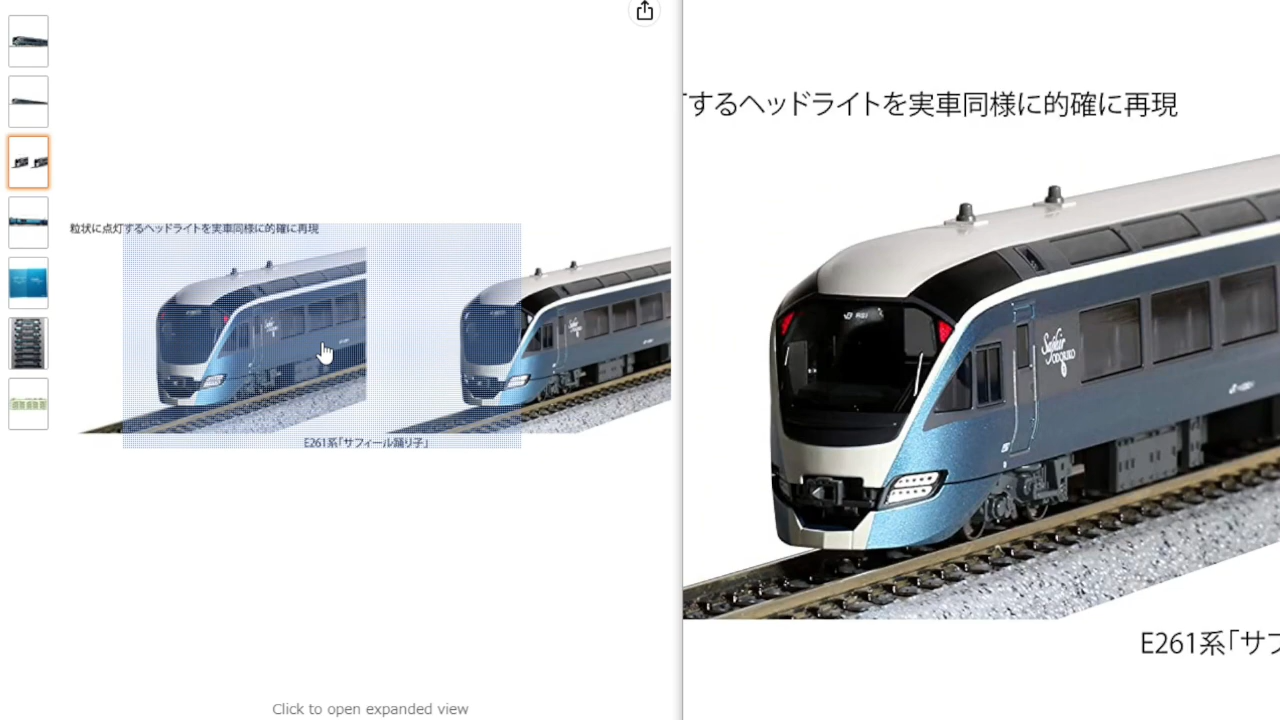 粒状に点灯するヘッドライトを実車同様に的確に再現
E261系「サフィール踊り子」
Click to open expanded view
するヘッドライトを実車同様に的確に再現
Saphir
ODORIKO
E261系「サフ